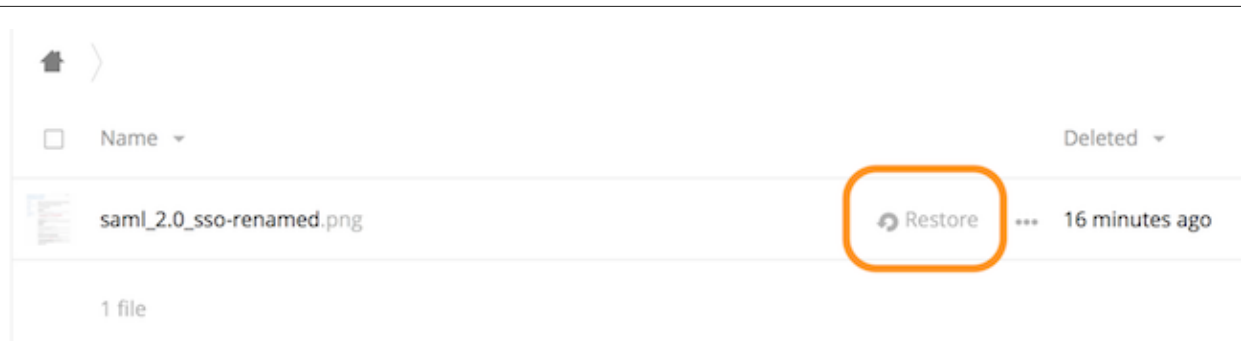 Name Deleted
saml_2.0_sso-renamed.png Restore ... 16 minutes ago
1 file